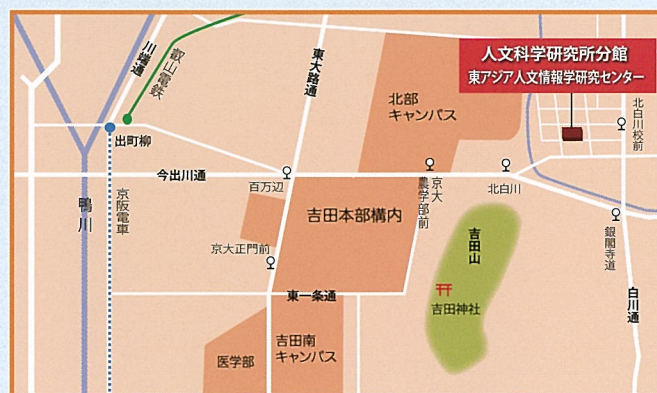 人文科学研究所分館
東アジア人文情報学研究センター
川端通
叡山電鉄
東大路通
北部
キャンパス
北白川校前
出町柳
今出川通
百万辺
京大
農学部前
北白川
鴨川
京阪電車
吉田本部構内
吉田山
銀閣寺道
京大正門前
東一条通
吉田神社
白川通
医学部
吉田南
キャンパス